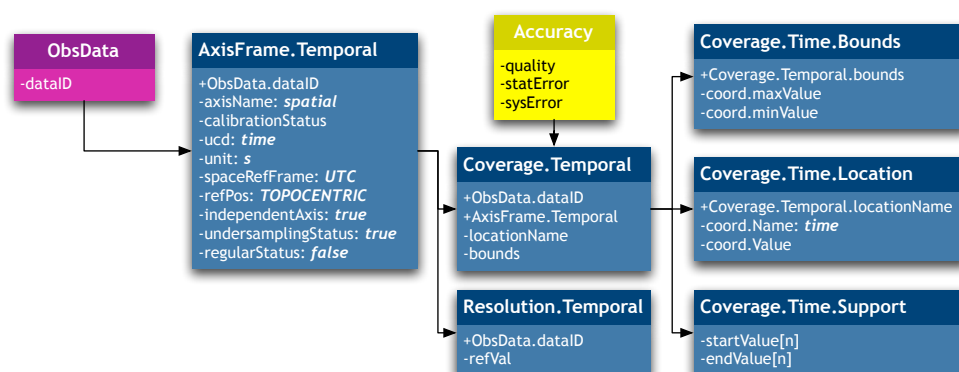 ObsData
-dataID
AxisFrame.Temporal
+ObsData.dataID
-axisName: spatial
-calibrationStatus
-ucd: time
-unit: s
-spaceRefFrame: UTC
-refPos: TOPOCENTRIC
-independentAxis: true
-undersamplingStatus: true
-regularStatus: false
Accuracy
-quality
-statError
-sysError
Coverage.Temporal
+ObsData.dataID
+AxisFrame.Temporal
-locationName
-bounds
Resolution.Temporal
+ObsData.dataID
-refVal
Coverage.Time.Bounds
+Coverage.Temporal.bounds
-coord.maxValue
-coord.minValue
Coverage.Time.Location
+Coverage.Temporal.locationName
-coord.Name: time
-coord.Value
Coverage.Time.Support
-startValue[n]
-endValue[n]